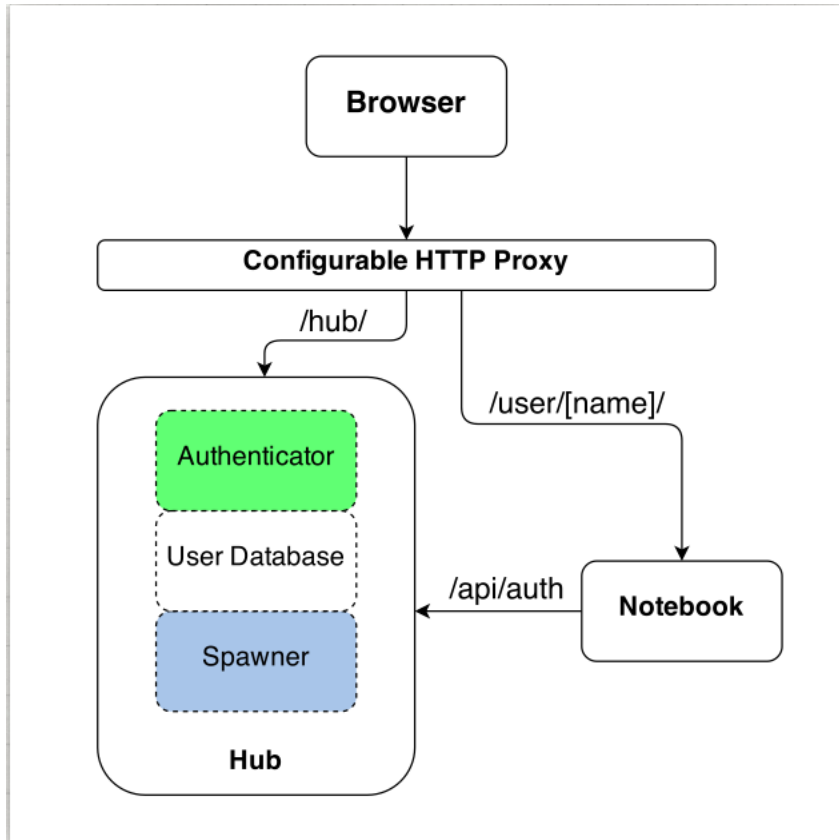 Browser
Configurable HTTP Proxy
/hub/
/user/[name]/
Authenticator
User Database
/api/auth
Notebook
Spawner
Hub